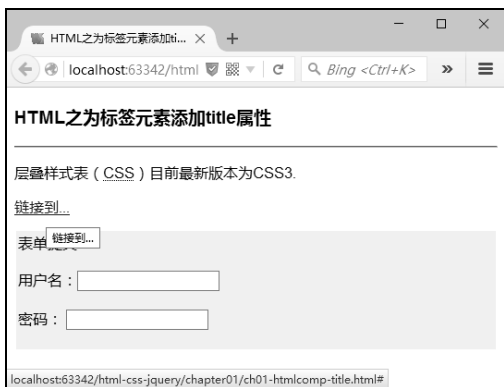 HTML之为标签元素添加ti...
localhost:63342/html
Bing <Ctrl+K>
HTML之为标签元素添加title属性
层叠样式表（CSS）目前最新版本为CSS3.
链接到...
链接到...
表单提交
用户名：
密码：
localhost:63342/html-css-jquery/chapter01/ch01-htmlcomp-title.html#